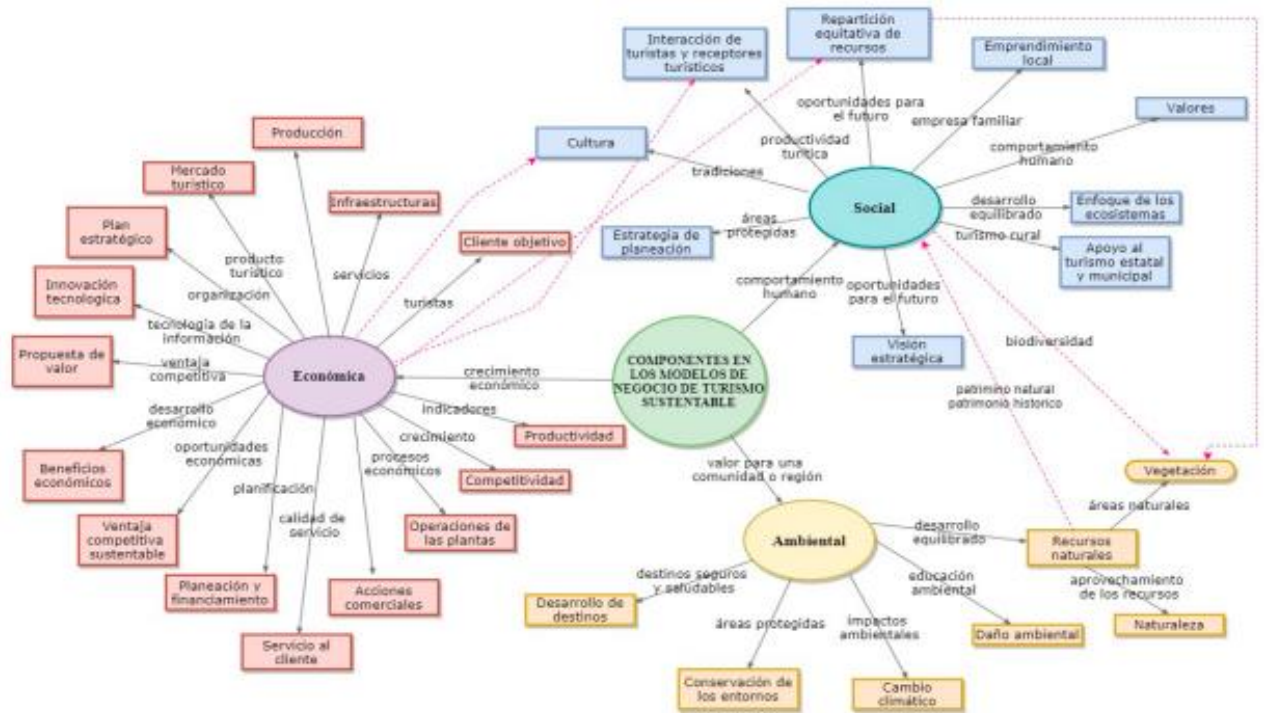 Interacción de
turistas y receptores
turísticos
Repartición
equitativa de
recursos
Emprendimiento
local
Valores
Cultura
oportunidades para
el futuro
empresa familiar
comportamiento
humano
productividad
turítica
tradiciones
Social
desarrollo
equilibrado
Enfoque de los
ecosistemas
turismo cural
Apoyo al
turismo estatal
y municipal
áreas
protegidas
Estrategia de
planeación
comportamiento
humano
oportunidades
para el futuro
Visión
estratégica
biodiversidad
patrimino natural
patrimonio historico
Producción
Mercado
turístico
Infraestructuras
Plan
estratégico
Cliente objetivo
producto
turístico
servicios
Innovación
tecnologica
organización
turistas
tecnología de la
información
Propuesta de
valor
ventaja
competitiva
Económica
crecimiento
económico
COMPONENTES EN
LOS MODELOS DE
NEGOCIO DE TURISMO
SUSTENTABLE
desarrollo
económico
indicadores
Productividad
oportunidades
económicas
crecimiento
procesos
económicos
Competitividad
Beneficios
económicos
planificación
calidad de
servicio
Ventaja
competitiva
sustentable
Operaciones de
las plantas
Planeación y
financiamiento
Acciones
comerciales
Servicio al
cliente
valor para una
comunidad o región
Ambiental
desarrollo
equilibrado
Vegetación
áreas naturales
Recursos
naturales
destinos seguros
y saludables
educación
ambiental
aprovechamiento
de los recursos
Desarrollo de
destinos
áreas protegidas
impactos
ambientales
Daño ambiental
Naturaleza
Conservación de
los entornos
Cambio
climático